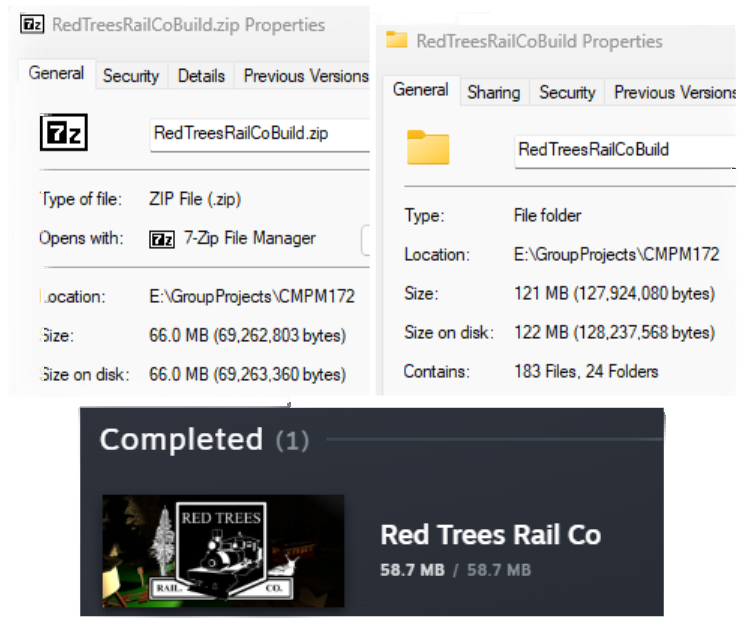 RedTreesRailCoBuild.zip Properties
General Security Details Previous Versions
7z
RedTreesRailCoBuild.zip
Type of file: ZIP File (.zip)
Opens with: 7z 7-Zip File Manager
Location: E:\GroupProjects\CMPM172
Size: 66.0 MB (69,262,803 bytes)
Size on disk: 66.0 MB (69,263,360 bytes)
RedTreesRailCoBuild Properties
General Sharing Security Previous Versions
RedTreesRailCoBuild
Type: File folder
Location: E:\GroupProjects\CMPM172
Size: 121 MB (127,924,080 bytes)
Size on disk: 122 MB (128,237,568 bytes)
Contains: 183 Files, 24 Folders
Completed (1)
RED TREES
RAIL. CO.
Red Trees Rail Co
58.7 MB / 58.7 MB